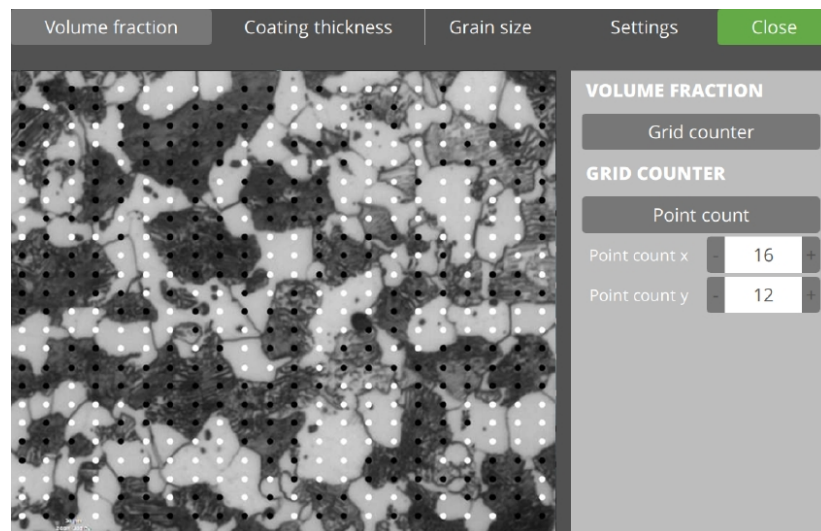 Volume fraction Coating thickness Grain size Settings Close
VOLUME FRACTION
Grid counter
GRID COUNTER
Point count
Point count x - 16 +
Point count y - 12 +